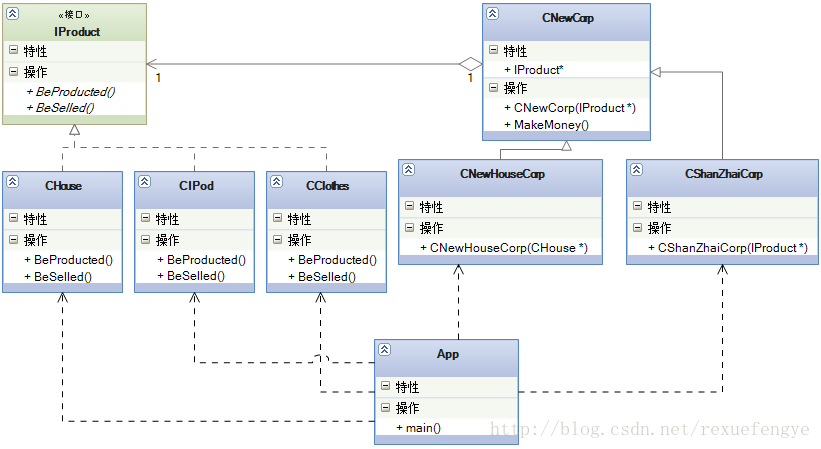 «接口»
IProduct
特性
操作
+ BeProducted()
+ BeSelled()
CNewCorp
特性
+ IProduct*
操作
+ CNewCorp(IProduct *)
+ MakeMoney()
1
1
CHouse
特性
操作
+ BeProducted()
+ BeSelled()
CIPod
特性
操作
+ BeProducted()
+ BeSelled()
CClothes
特性
操作
+ BeProducted()
+ BeSelled()
CNewHouseCorp
特性
操作
+ CNewHouseCorp(CHouse *)
CShanZhaiCorp
特性
操作
+ CShanZhaiCorp(IProduct *)
App
特性
操作
+ main()
http://blog.csdn.net/rexuefengye